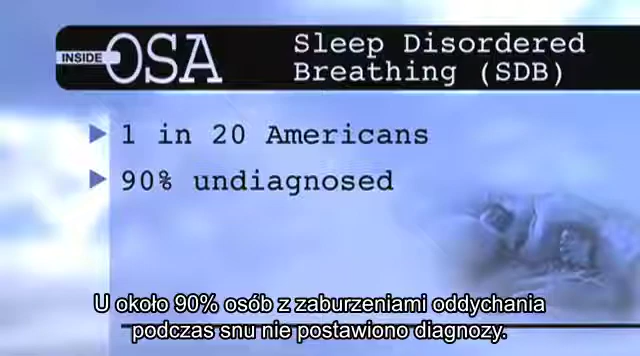 INSIDE OSA
Sleep Disordered
Breathing (SDB)
1 in 20 Americans
90% undiagnosed
U około 90% osób z zaburzeniami oddychania
podczas snu nie postawiono diagnozy.